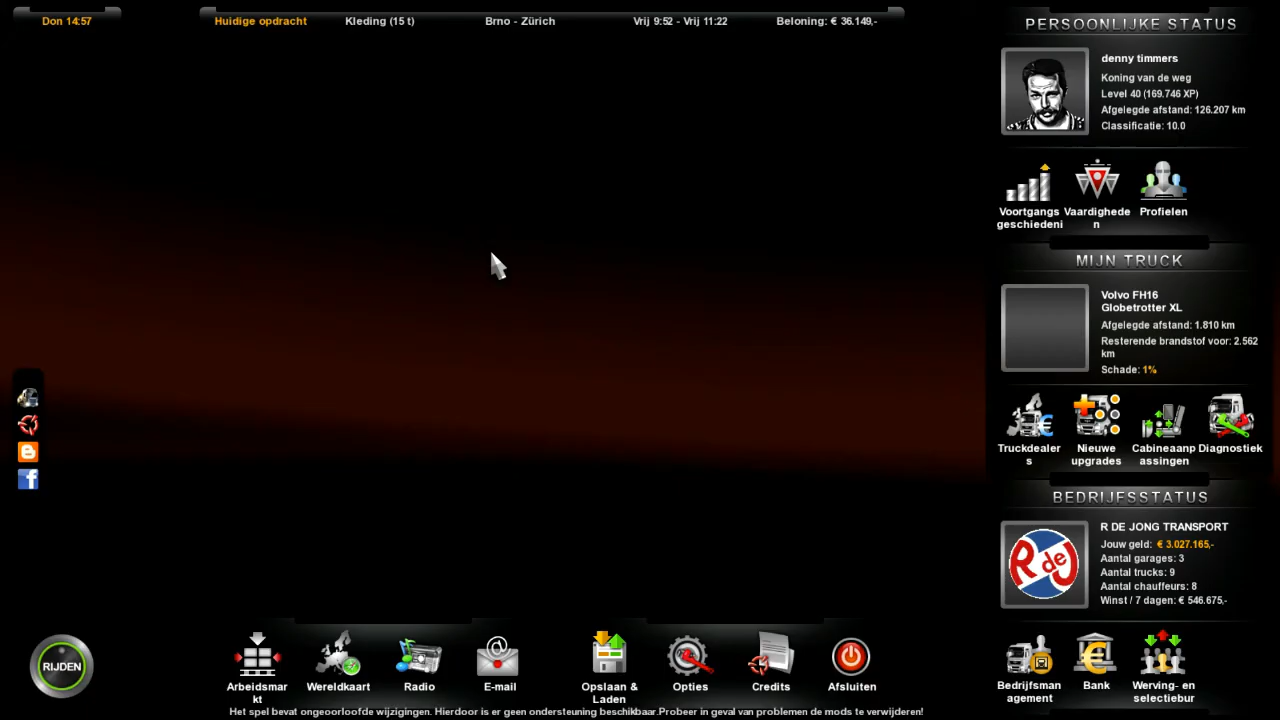 Don 14:57
Huidige opdracht Kleding (15 t) Brno - Zürich Vrij 9:52 - Vrij 11:22 Beloning: € 36.149,-
PERSOONLIJKE STATUS
denny timmers
Koning van de weg
Level 40 (169.746 XP)
Afgelegde afstand: 126.207 km
Classificatie: 10.0
Voortgangs
geschiedeni
Vaardighede
n
Profielen
MIJN TRUCK
Volvo FH16
Globetrotter XL
Afgelegde afstand: 1.810 km
Resterende brandstof voor: 2.562
km
Schade: 1%
Truckdealer
s
Nieuwe
upgrades
Cabineaanp
assingen
Diagnostiek
BEDRIJFSSTATUS
R de J
R DE JONG TRANSPORT
Jouw geld: € 3.027.165,-
Aantal garages: 3
Aantal trucks: 9
Aantal chauffeurs: 8
Winst / 7 dagen: € 546.675,-
Bedrijfsman
agement
Bank
Werving- en
selectiebur
RIJDEN
Arbeidsmar
kt
Wereldkaart
Radio
E-mail
Opslaan &
Laden
Opties
Credits
Afsluiten
Het spel bevat ongeoorloofde wijzigingen. Hierdoor is er geen ondersteuning beschikbaar.Probeer in geval van problemen de mods te verwijderen!